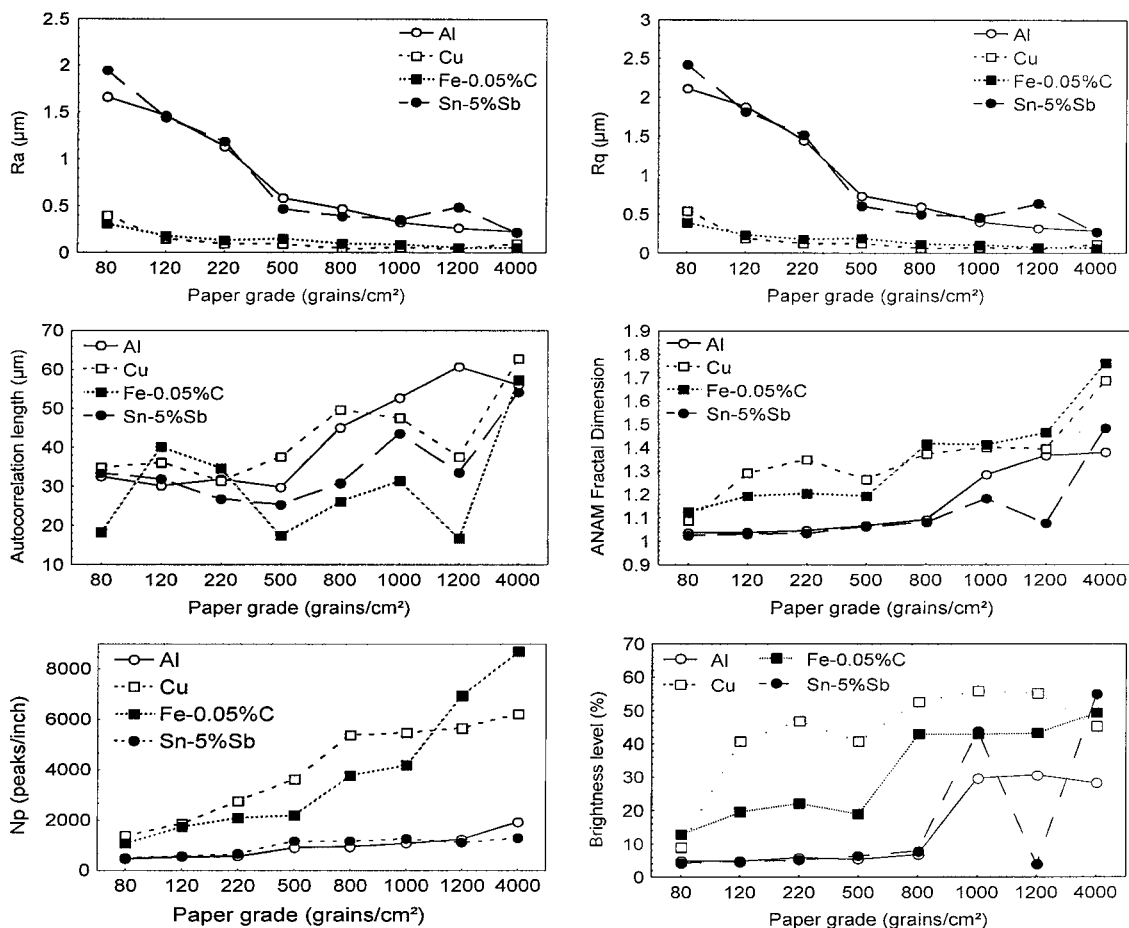 2.5
2
1.5
1
0.5
0
Ra (µm)
Al
Cu
Fe-0.05%C
Sn-5%Sb
80 120 220 500 800 1000 1200 4000
Paper grade (grains/cm²)
3
2.5
2
1.5
1
0.5
0
Rq (µm)
Al
Cu
Fe-0.05%C
Sn-5%Sb
80 120 220 500 800 1000 1200 4000
Paper grade (grains/cm²)
70
60
50
40
30
20
10
Autocorrelation length (µm)
Al
Cu
Fe-0.05%C
Sn-5%Sb
80 120 220 500 800 1000 1200 4000
Paper grade (grains/cm²)
1.9
1.8
1.7
1.6
1.5
1.4
1.3
1.2
1.1
1
0.9
ANAM Fractal Dimension
Al
Cu
Fe-0.05%C
Sn-5%Sb
80 120 220 500 800 1000 1200 4000
Paper grade (grains/cm²)
8000
6000
4000
2000
0
Np (peaks/inch)
Al
Cu
Fe-0.05%C
Sn-5%Sb
80 120 220 500 800 1000 1200 4000
Paper grade (grains/cm²)
70
60
50
40
30
20
10
0
Brightness level (%)
Al Fe-0.05%C
Cu Sn-5%Sb
80 120 220 500 800 1000 1200 4000
Paper grade (grains/cm²)